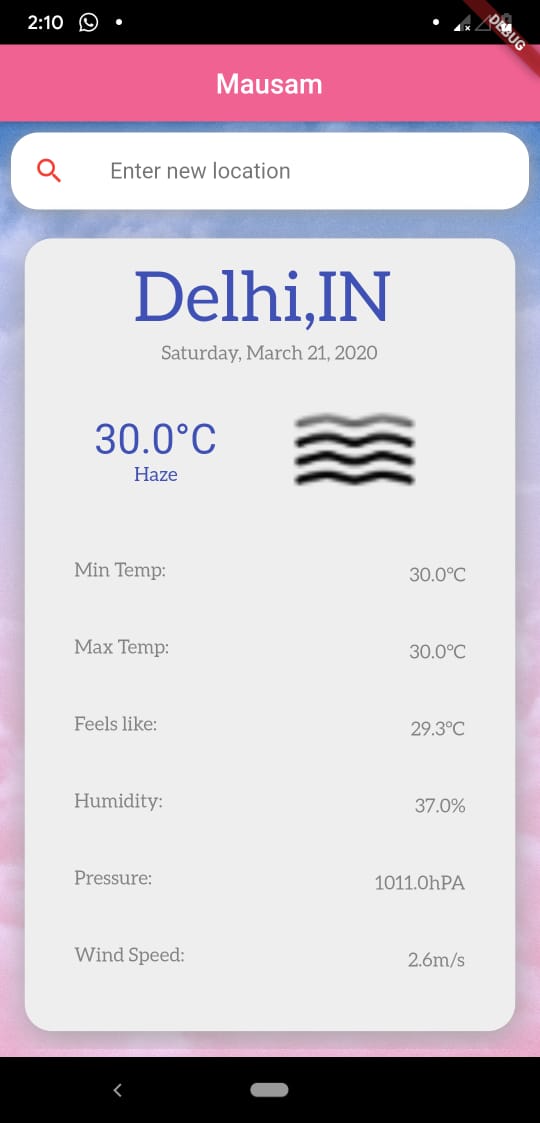 2:10
DEBUG
Mausam
Enter new location
Delhi,IN
Saturday, March 21, 2020
30.0°C
Haze
Min Temp: 30.0°C
Max Temp: 30.0°C
Feels like: 29.3°C
Humidity: 37.0%
Pressure: 1011.0hPA
Wind Speed: 2.6m/s